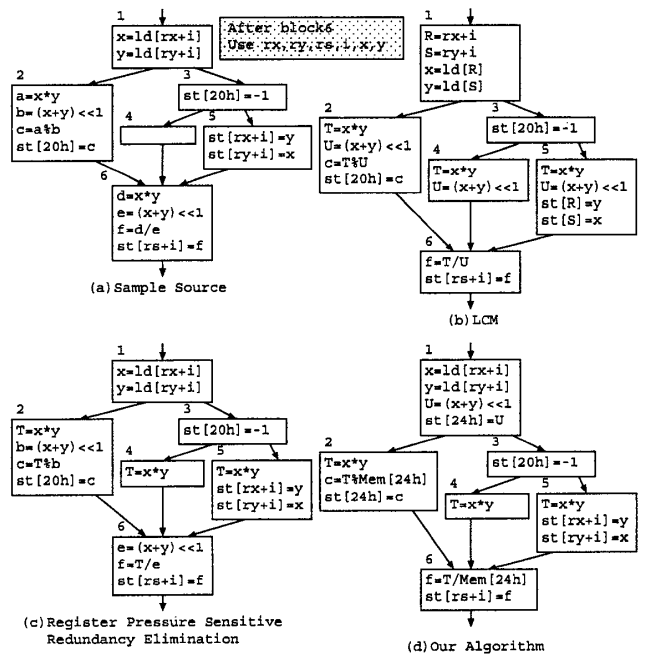 1
x=ld[rx+i]
y=ld[ry+i]
After block6
Use rx,ry,rs,i,x,y
2
a=x*y
b=(x+y)<<1
c=a%b
st[20h]=c
3
st[20h]=-1
4
5
st[rx+i]=y
st[ry+i]=x
6
d=x*y
e=(x+y)<<1
f=d/e
st[rs+i]=f
(a)Sample Source
1
R=rx+i
S=ry+i
x=ld[R]
y=ld[S]
2
T=x*y
U=(x+y)<<1
c=T%U
st[20h]=c
3
st[20h]=-1
4
T=x*y
U=(x+y)<<1
5
T=x*y
U=(x+y)<<1
st[R]=y
st[S]=x
6
f=T/U
st[rs+i]=f
(b)LCM
1
x=ld[rx+i]
y=ld[ry+i]
2
T=x*y
b=(x+y)<<1
c=T%b
st[20h]=c
3
st[20h]=-1
4
T=x*y
5
T=x*y
st[rx+i]=y
st[ry+i]=x
6
e=(x+y)<<1
f=T/e
st[rs+i]=f
(c)Register Pressure Sensitive
Redundancy Elimination
1
x=ld[rx+i]
y=ld[ry+i]
U=(x+y)<<1
st[24h]=U
2
T=x*y
c=T%Mem[24h]
st[24h]=c
3
st[20h]=-1
4
T=x*y
5
T=x*y
st[rx+i]=y
st[ry+i]=x
6
f=T/Mem[24h]
st[rs+i]=f
(d)Our Algorithm